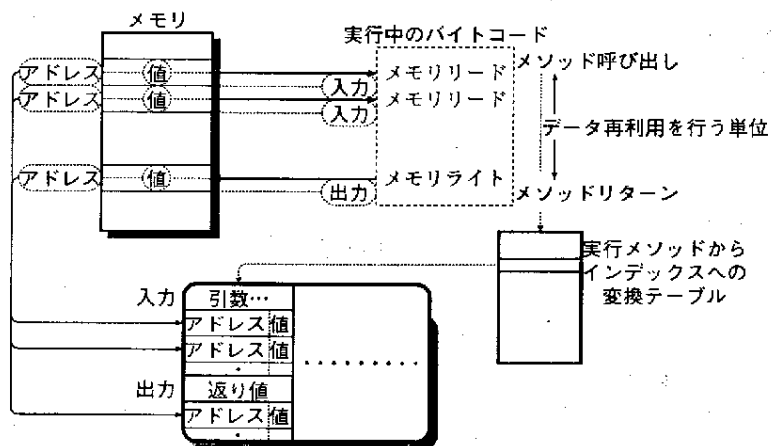 メモリ
実行中のバイトコード
アドレス 値 メモリリード メソッド呼び出し
入力
アドレス 値 メモリリード
入力
データ再利用を行う単位
アドレス 値 メモリライト
出力 メソッドリターン
実行メソッドから
インデックスへの
変換テーブル
入力 引数…
アドレス 値
アドレス 値
・
・・・・・・・・・
出力 返り値
アドレス 値
・